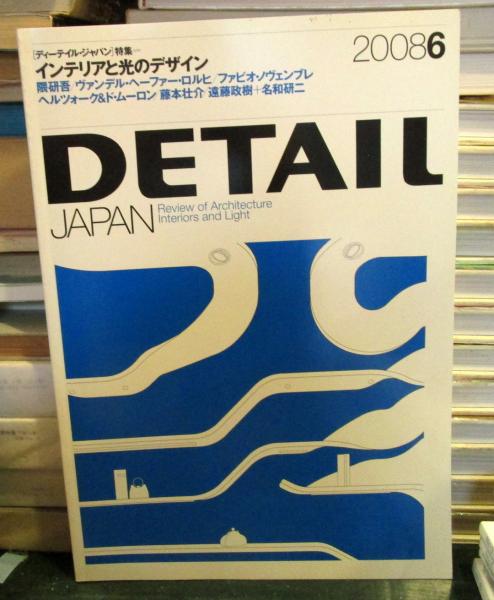 [ディーテイル・ジャパン]特集
インテリアと光のデザイン
隈研吾/ヴァンデル・ヘーファー・ロルヒ/ファビオ・ノヴェンブレ
ヘルツォーク&ド・ムーロン 藤本壮介 遠藤政樹+名和研二
20086
DETAIL
JAPAN
Review of Architecture
Interiors and Light